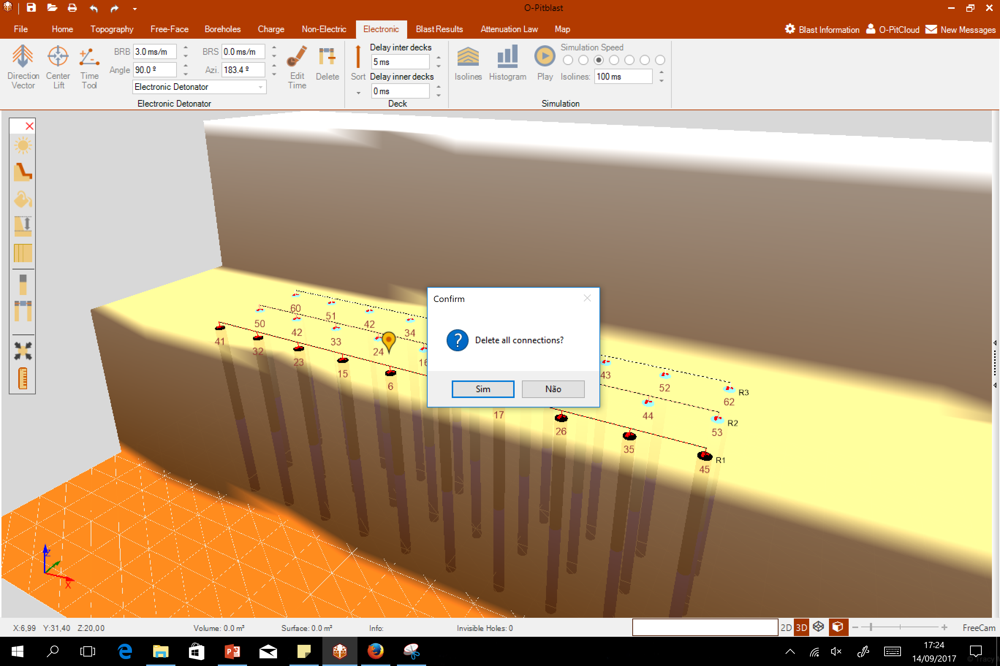 O-Pitblast
File Home Topography Free-Face Boreholes Charge Non-Electric Electronic Blast Results Attenuation Law Map Blast Information O-PitCloud New Messages
BRB 3.0 ms/m BRS 0.0 ms/m
Angle 90.0 º Azi. 183.4 º
Electronic Detonator
Direction Vector
Center Lift
Time Tool
Edit Time
Delete
Electronic Detonator
Delay inter decks
5 ms
Sort Delay inner decks
0 ms
Deck
Isolines Histogram Play
Simulation Speed
Isolines: 100 ms
Simulation
60
51
42
34
50
42
33
24
41
32
23
15
6
17
26
35
45
R1
43
52
62
R3
44
53
R2
Confirm
Delete all connections?
Sim Não
Z
X
X:6,99 Y:31,40 Z:20,00 Volume: 0.0 m³ Surface: 0.0 m² Info: Invisible Holes: 0 2D 3D FreeCam
17:24
14/09/2017